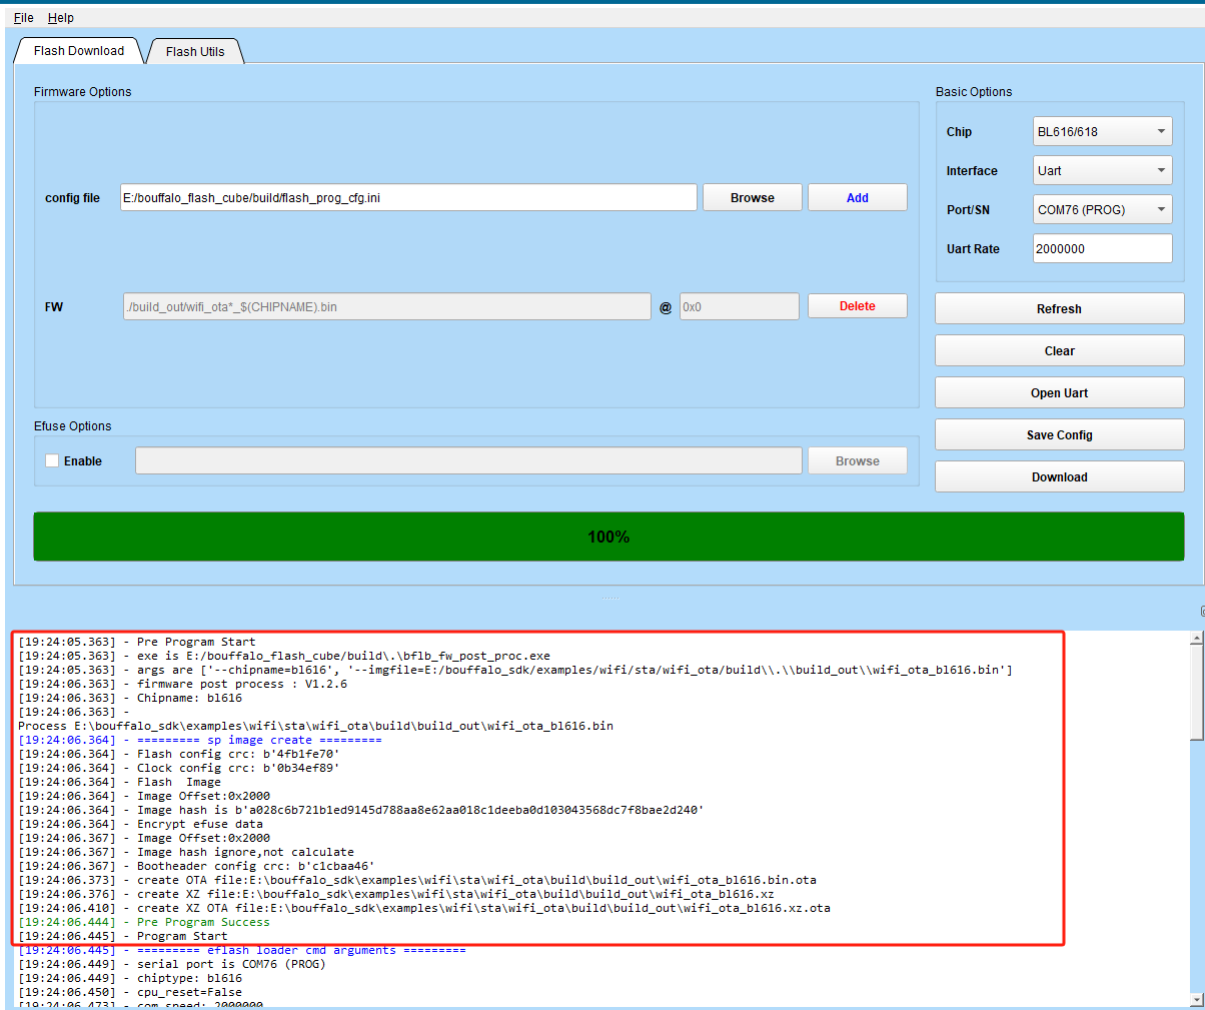 File Help
Flash Download Flash Utils
Firmware Options
Basic Options
Chip BL616/618
Interface Uart
config file E:/bouffalo_flash_cube/build/flash_prog_cfg.ini Browse Add
Port/SN COM76 (PROG)
Uart Rate 2000000
FW ./build_out/wifi_ota*_$(CHIPNAME).bin @ 0x0 Delete
Refresh
Clear
Open Uart
Efuse Options
Save Config
Enable Browse
Download
100%
[19:24:05.363] - Pre Program Start
[19:24:05.363] - exe is E:/bouffalo_flash_cube/build\.\bflb_fw_post_proc.exe
[19:24:05.363] - args are ['--chipname=bl616', '--imgfile=E:/bouffalo_sdk/examples/wifi/sta/wifi_ota/build\\.\\build_out\\wifi_ota_bl616.bin']
[19:24:06.363] - firmware post process : V1.2.6
[19:24:06.363] - Chipname: bl616
[19:24:06.363] -
Process E:\bouffalo_sdk\examples\wifi\sta\wifi_ota\build\build_out\wifi_ota_bl616.bin
[19:24:06.364] - ========= sp image create =========
[19:24:06.364] - Flash config crc: b'4fb1fe70'
[19:24:06.364] - Clock config crc: b'0b34ef89'
[19:24:06.364] - Flash  Image
[19:24:06.364] - Image Offset:0x2000
[19:24:06.364] - Image hash is b'a028c6b721b1ed9145d788aa8e62aa018c1deeba0d103043568dc7f8bae2d240'
[19:24:06.364] - Encrypt efuse data
[19:24:06.367] - Image Offset:0x2000
[19:24:06.367] - Image hash ignore,not calculate
[19:24:06.367] - Bootheader config crc: b'c1cbaa46'
[19:24:06.373] - create OTA file:E:\bouffalo_sdk\examples\wifi\sta\wifi_ota\build\build_out\wifi_ota_bl616.bin.ota
[19:24:06.376] - create XZ file:E:\bouffalo_sdk\examples\wifi\sta\wifi_ota\build\build_out\wifi_ota_bl616.xz
[19:24:06.410] - create XZ OTA file:E:\bouffalo_sdk\examples\wifi\sta\wifi_ota\build\build_out\wifi_ota_bl616.xz.ota
[19:24:06.444] - Pre Program Success
[19:24:06.445] - Program Start
[19:24:06.445] - ========= eflash loader cmd arguments =========
[19:24:06.449] - serial port is COM76 (PROG)
[19:24:06.449] - chiptype: bl616
[19:24:06.450] - cpu_reset=False
[19:24:06.473] - com speed: 2000000